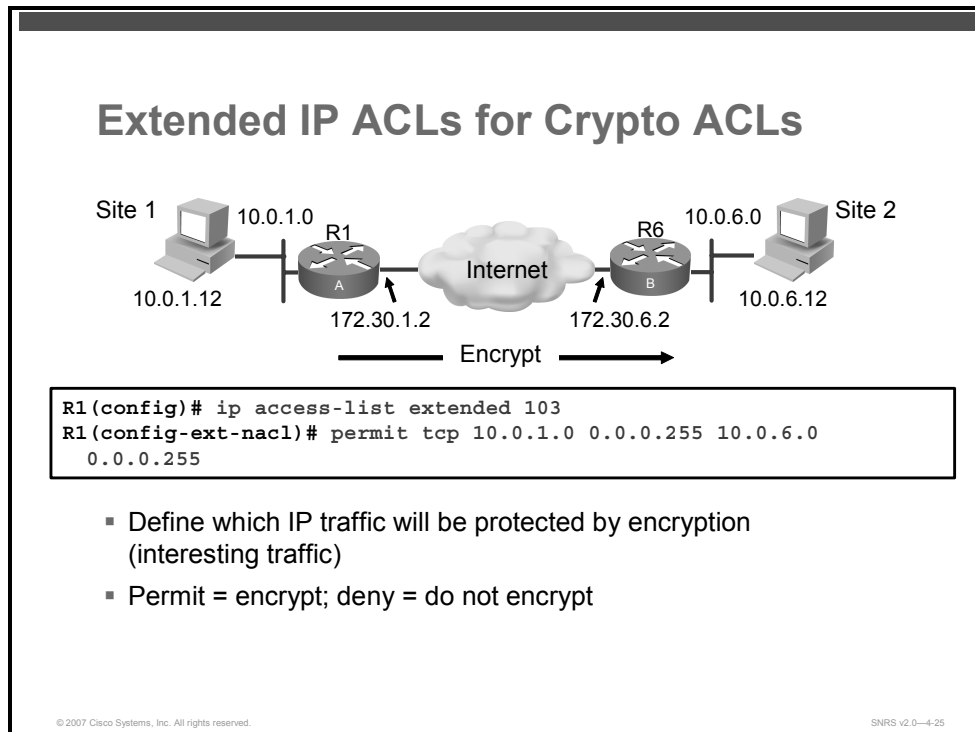 Extended IP ACLs for Crypto ACLs
Site 1
10.0.1.0
R1
A
10.0.1.12
172.30.1.2
Internet
10.0.6.0
R6
B
Site 2
172.30.6.2
10.0.6.12
Encrypt
R1(config)# ip access-list extended 103
R1(config-ext-nacl)# permit tcp 10.0.1.0 0.0.0.255 10.0.6.0
0.0.0.255
▪ Define which IP traffic will be protected by encryption
(interesting traffic)
▪ Permit = encrypt; deny = do not encrypt
© 2007 Cisco Systems, Inc. All rights reserved.
SNRS v2.0—4-25